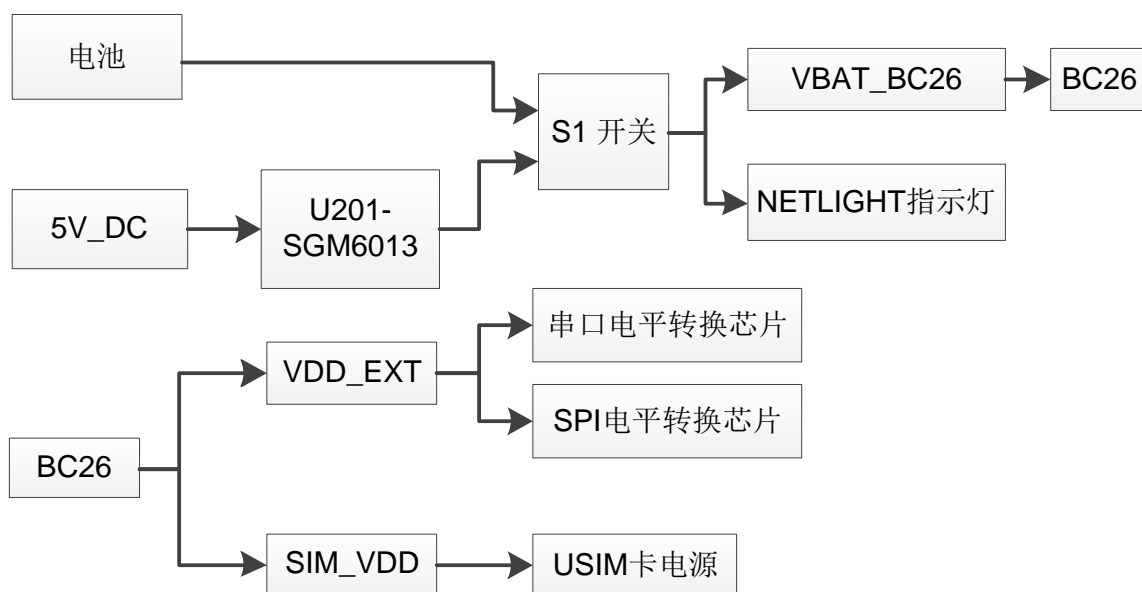 电池
S1 开关
VBAT_BC26
BC26
5V_DC
U201-
SGM6013
NETLIGHT指示灯
串口电平转换芯片
VDD_EXT
SPI电平转换芯片
BC26
SIM_VDD
USIM卡电源